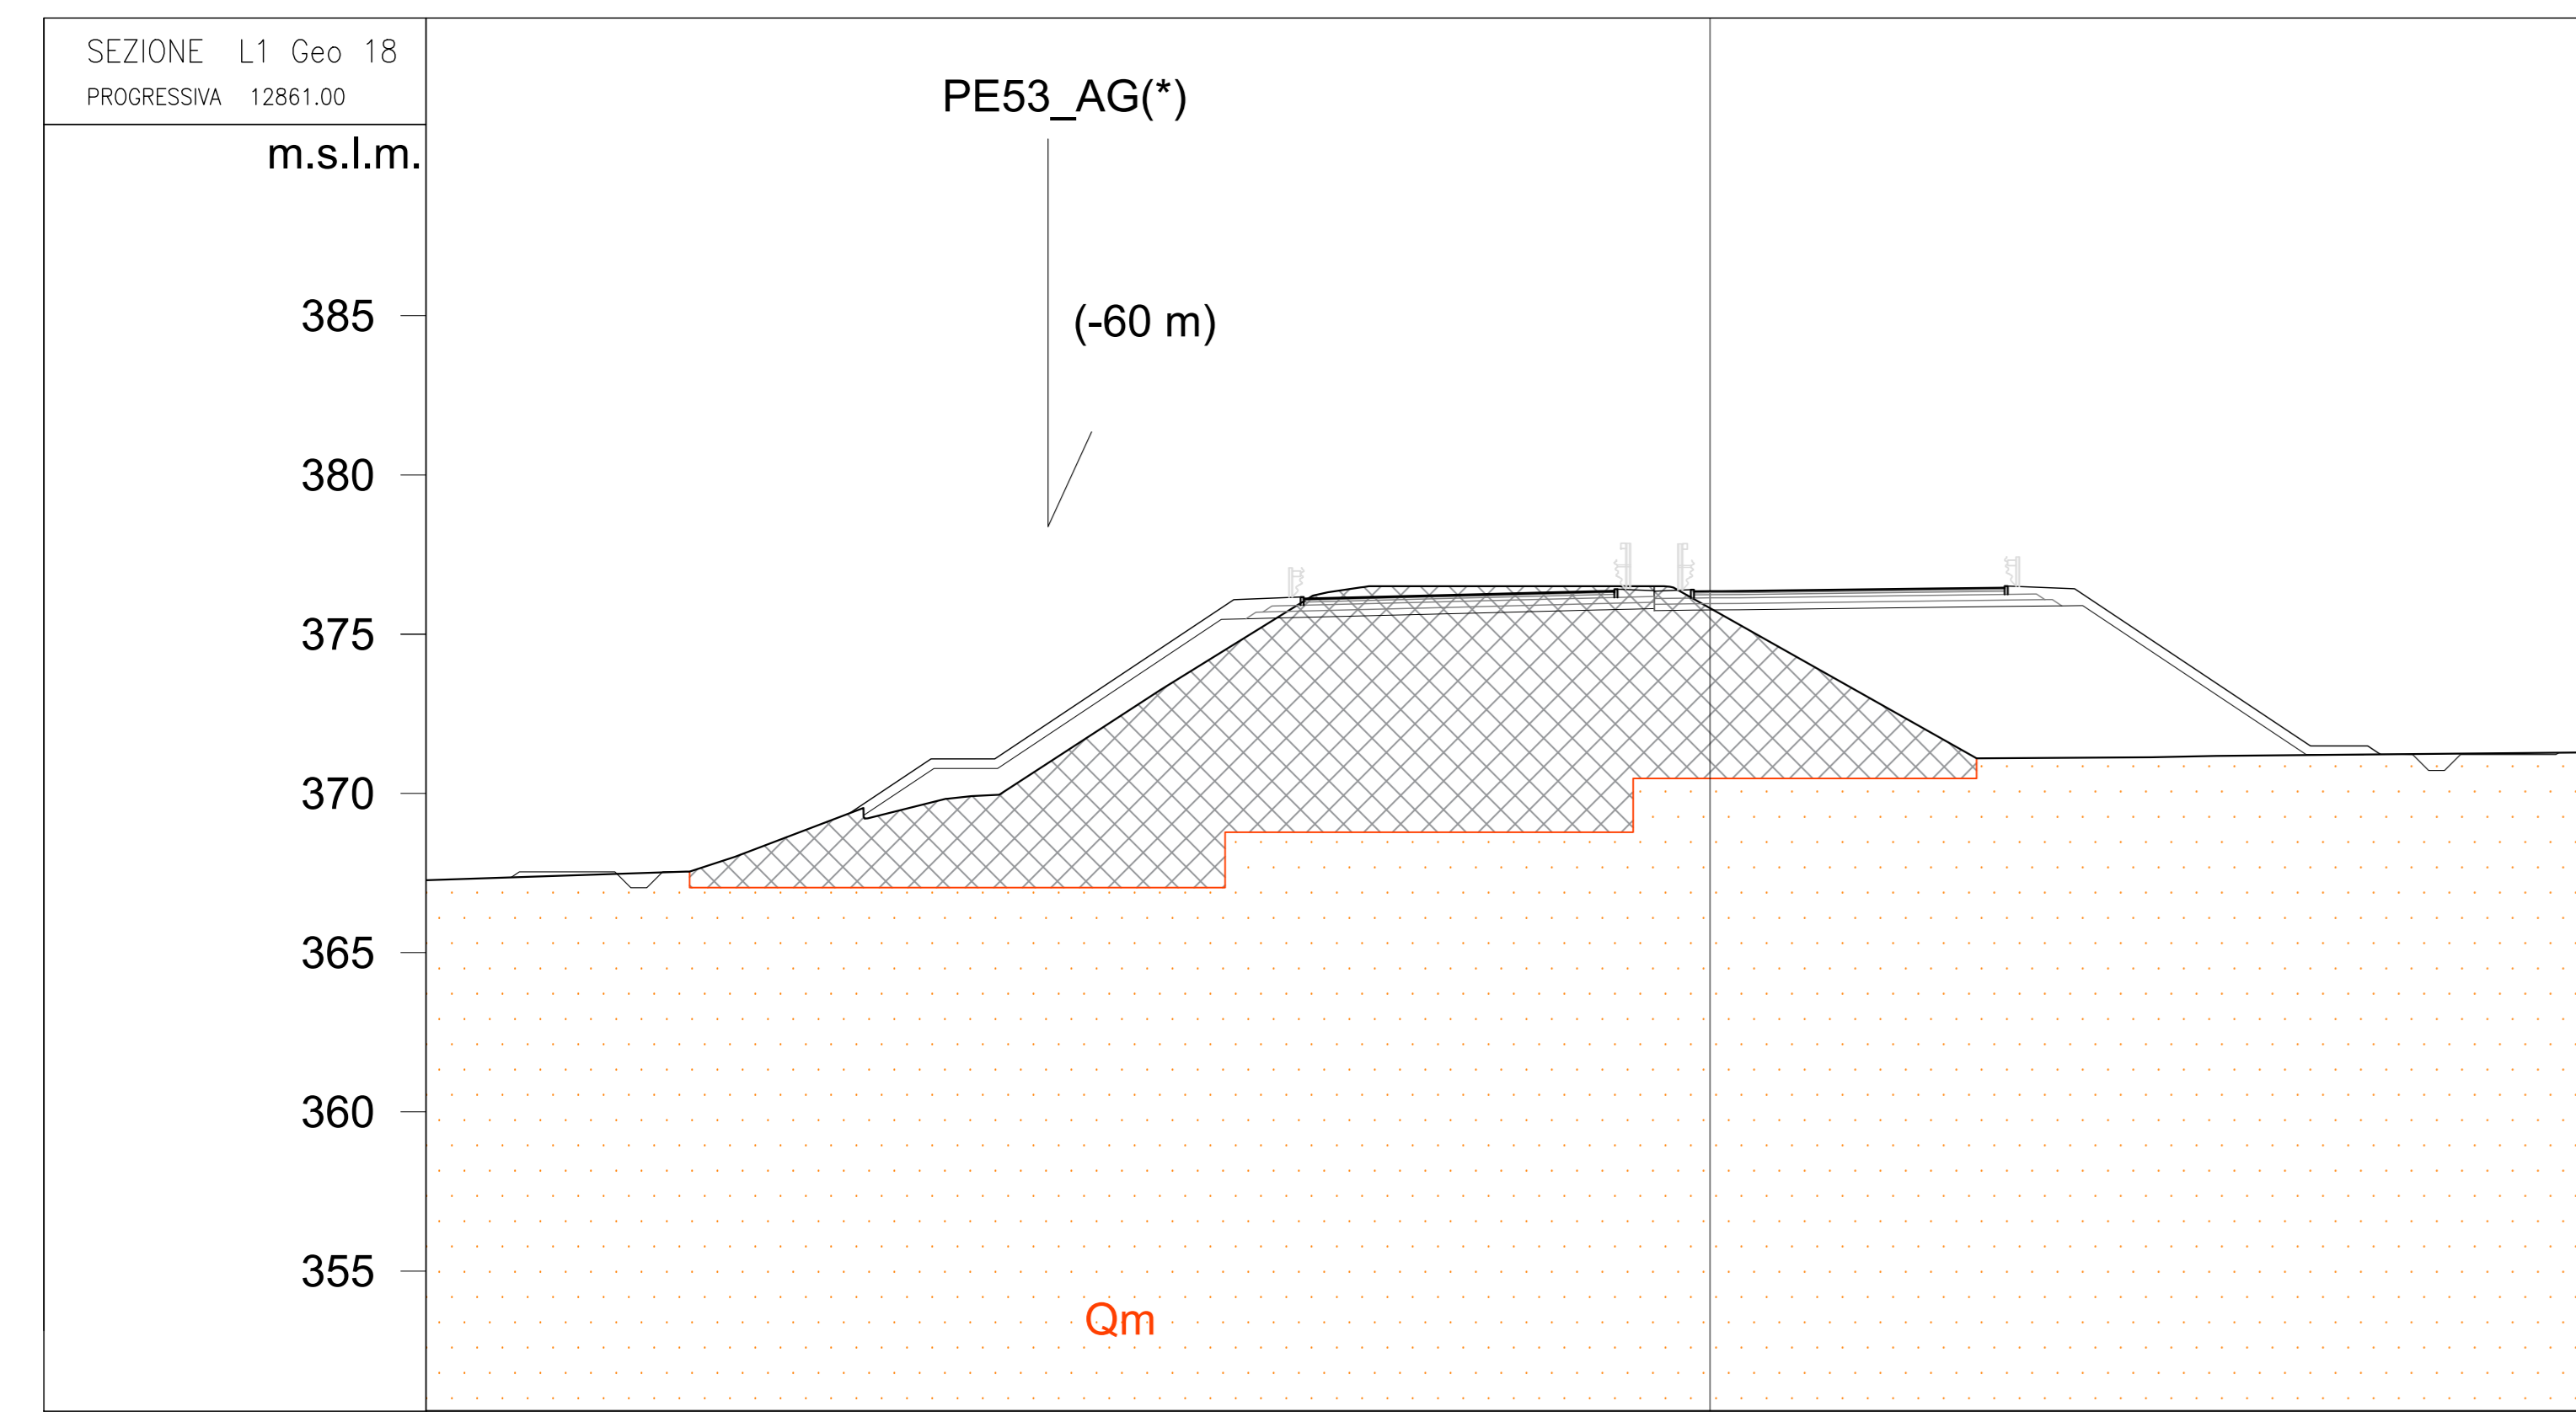 SEZIONE L1 Geo 18
PROGRESSIVA 12861.00
m.s.l.m.
PE53_AG(*)
(-60 m)
385
380
375
370
365
360
355
Qm